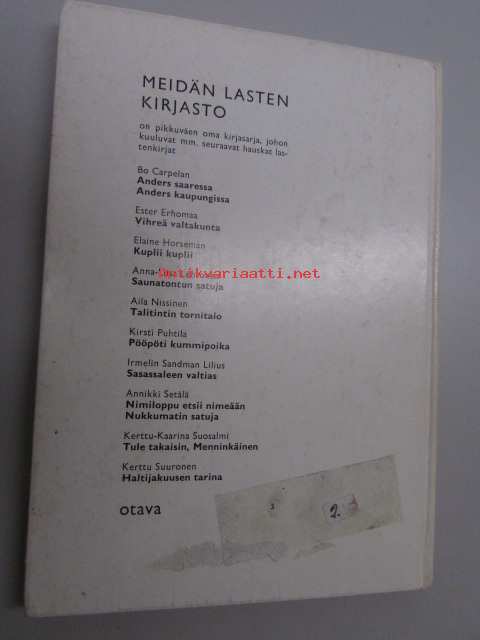 MEIDÄN LASTEN
KIRJASTO
on pikkuväen oma kirjasarja, johon
kuuluvat mm. seuraavat hauskat las-
tenkirjat
Bo Carpelan
Anders saaressa
Anders kaupungissa
Ester Erhomaa
Vihreä valtakunta
Elaine Horseman
Kuplii kuplii
Antikvariaatti.net
Saunatontun satuja
Aila Nissinen
Talitintin tornitalo
Kirsti Puhtila
Pööpöti kummipoika
Irmelin Sandman Lilius
Sasassaleen valtias
Annikki Setälä
Nimiloppu etsii nimeään
Nukkumatin satuja
Kerttu-Kaarina Suosalmi
Tule takaisin, Menninkäinen
Kerttu Suuronen
Haltijakuusen tarina
otava
2.